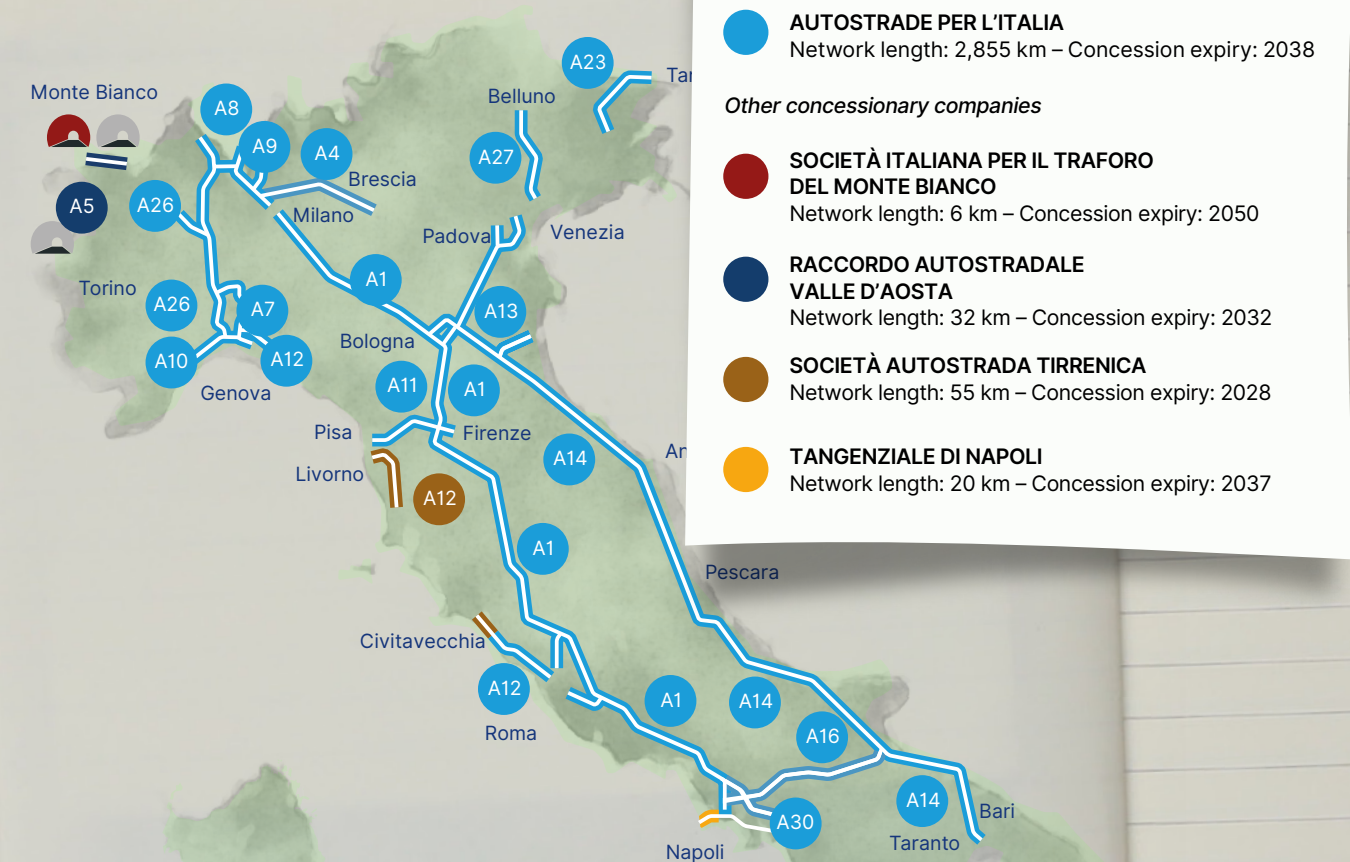 AUTOSTRADE PER L'ITALIA
Network length: 2,855 km – Concession expiry: 2038
Other concessionary companies
SOCIETÀ ITALIANA PER IL TRAFORO
DEL MONTE BIANCO
Network length: 6 km – Concession expiry: 2050
RACCORDO AUTOSTRADALE
VALLE D'AOSTA
Network length: 32 km – Concession expiry: 2032
SOCIETÀ AUTOSTRADA TIRRENICA
Network length: 55 km – Concession expiry: 2028
TANGENZIALE DI NAPOLI
Network length: 20 km – Concession expiry: 2037
A23
Tar
Monte Bianco
Belluno
A8
A9
A4
A27
Brescia
A5
A26
Milano
Padova
Venezia
A1
Torino
A26
A7
A13
Bologna
A10
A12
Genova
A11
A1
Pisa
Firenze
A14
An
Livorno
A12
A1
Pescara
Civitavecchia
A12
A1
A14
Roma
A16
A14
Bari
A30
Taranto
Napoli